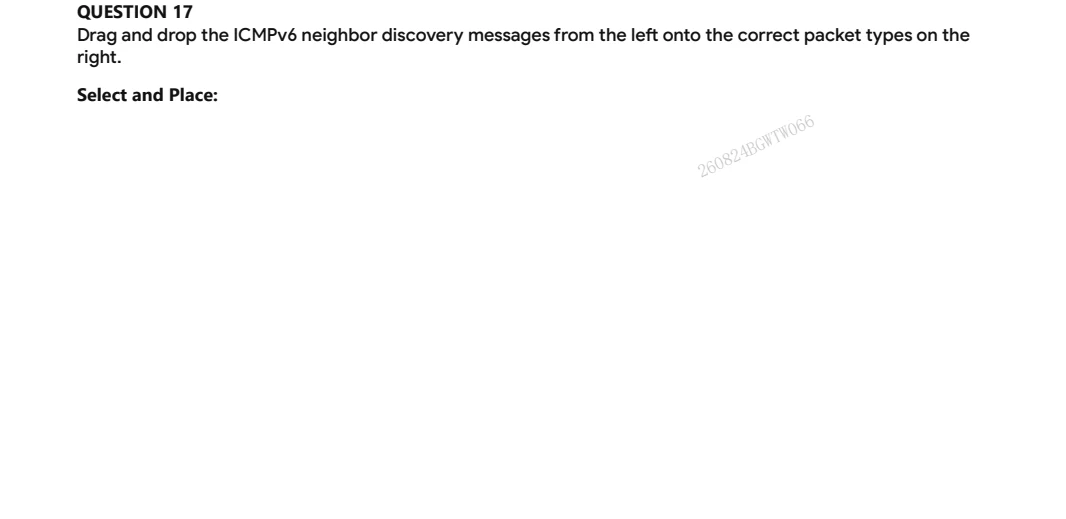 QUESTION 17
Drag and drop the ICMPv6 neighbor discovery messages from the left onto the correct packet types on the
right.
Select and Place:
260824BGWTW066